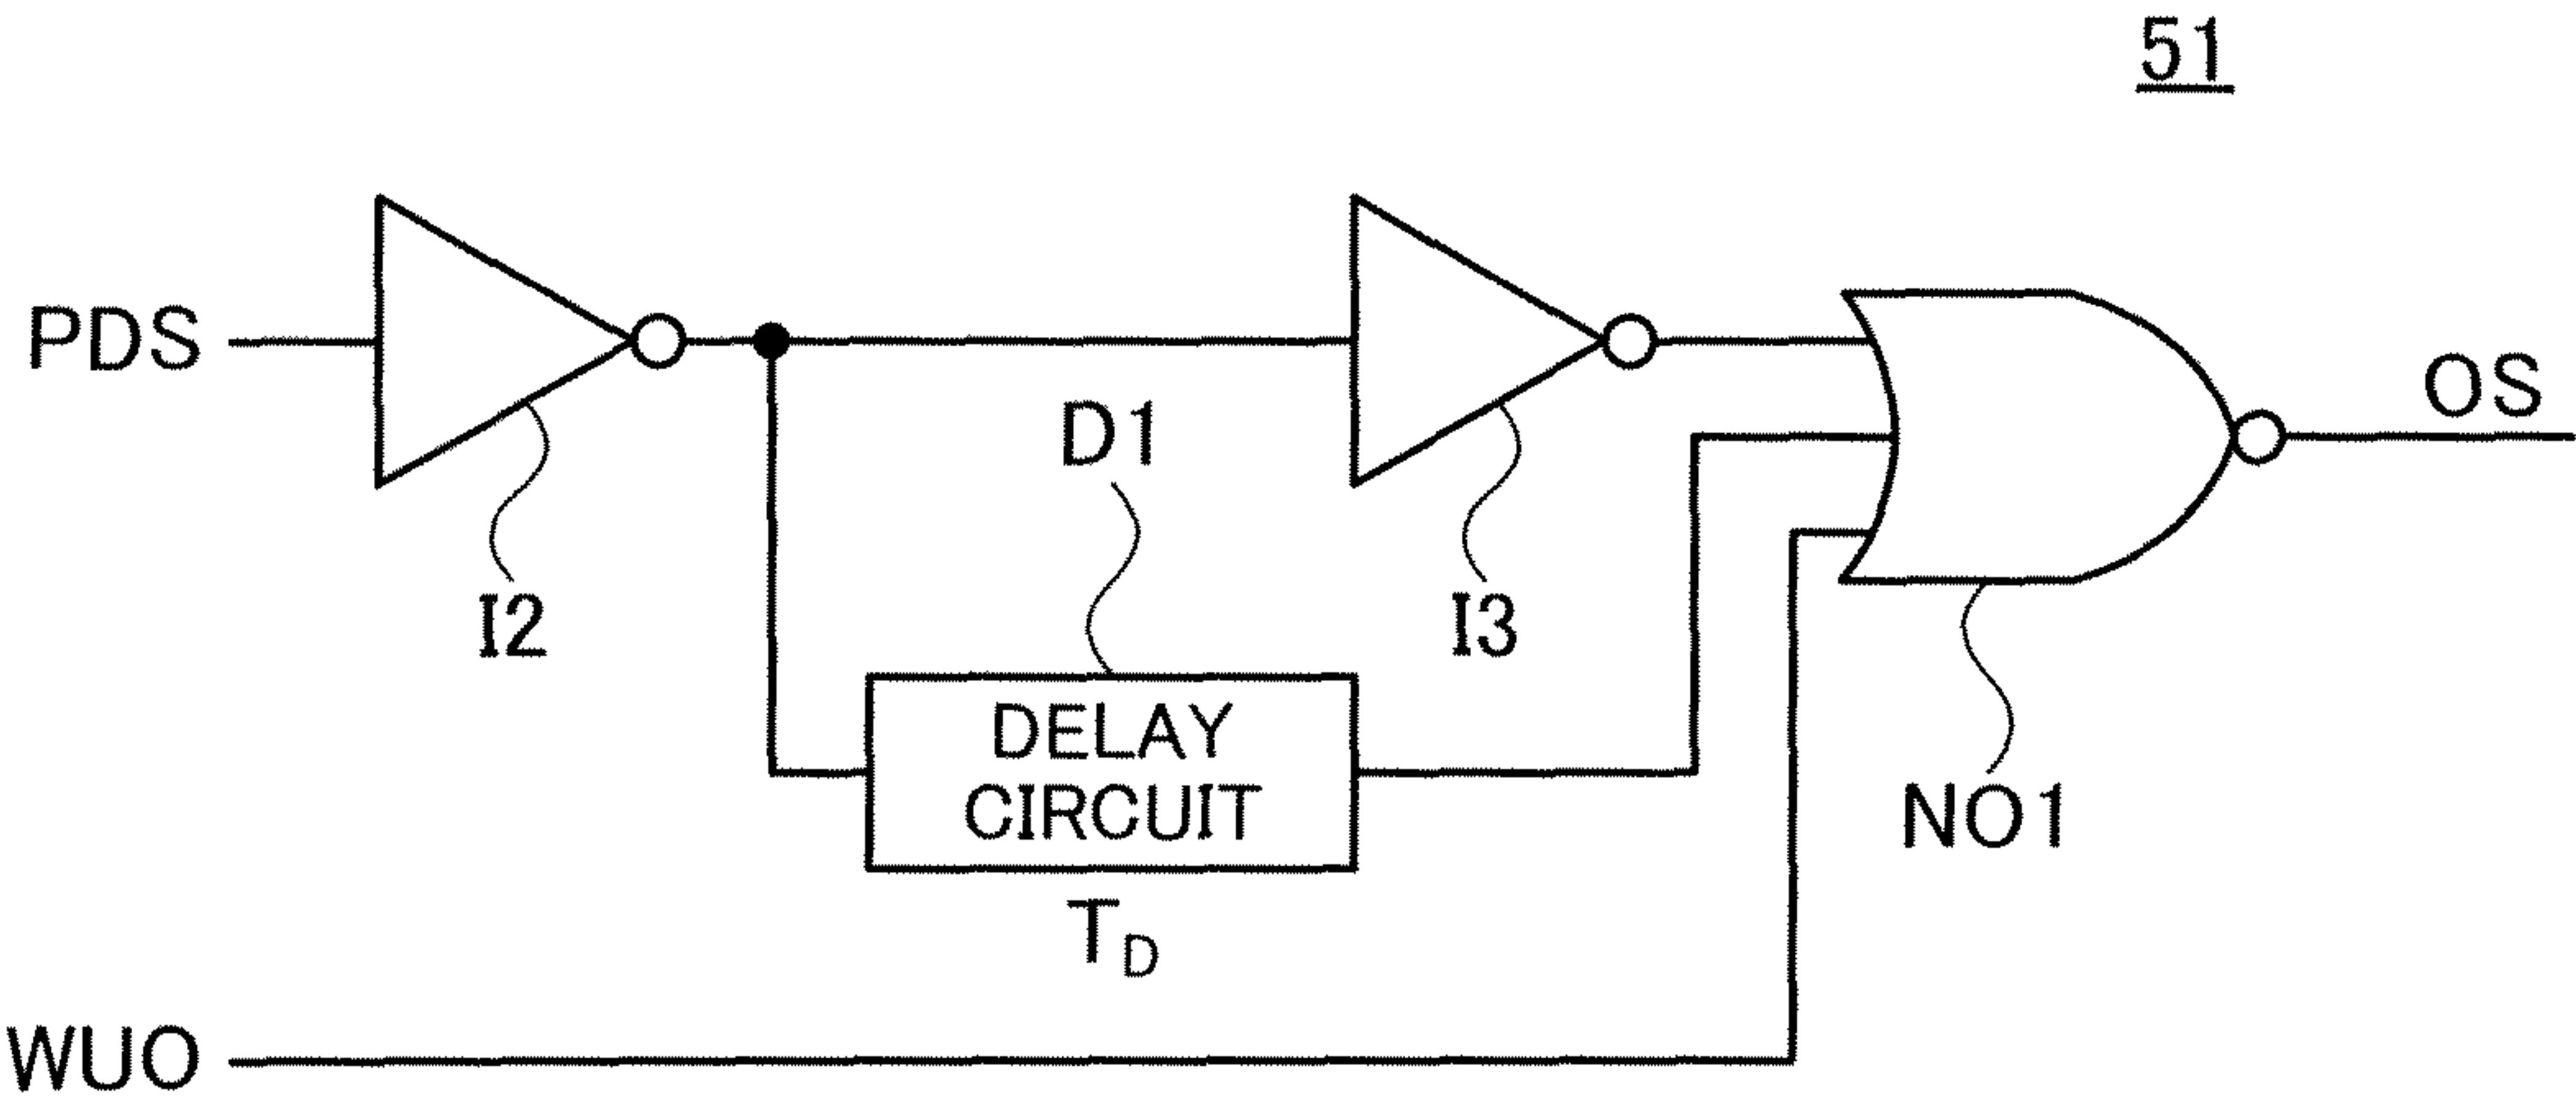 51
PDS
OS
D1
I2
I3
DELAY
CIRCUIT
NO1
TD
WUO